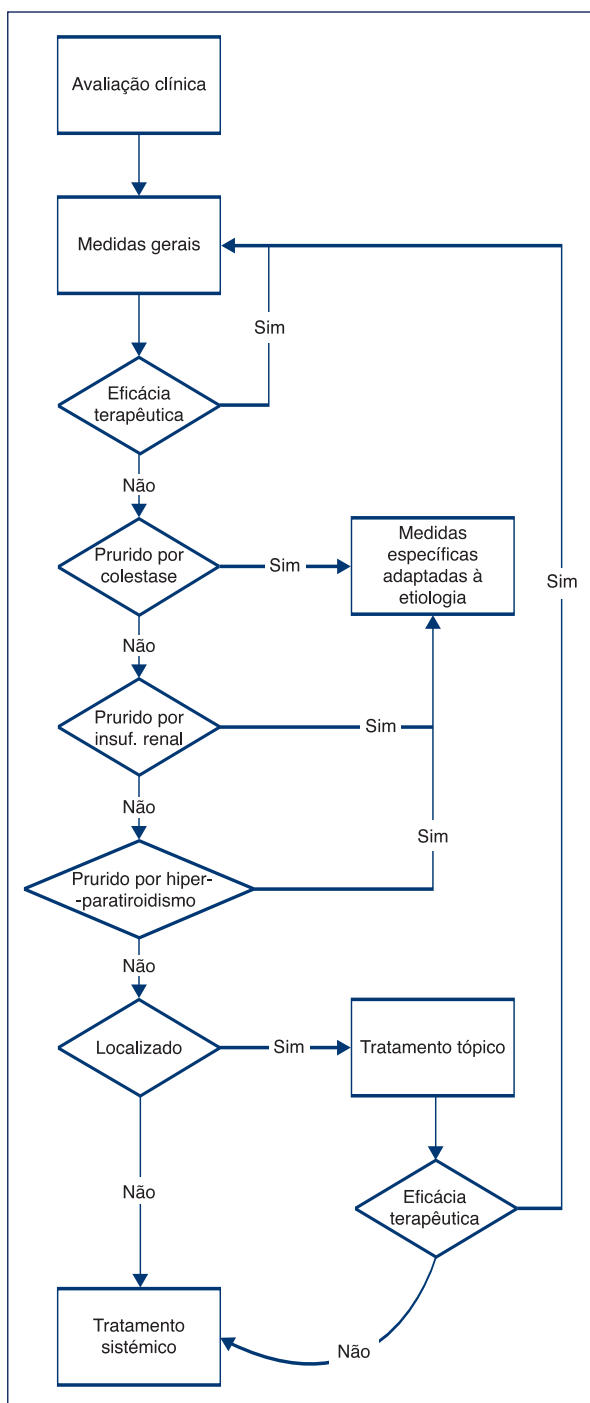 Avaliação clínica
Medidas gerais
Sim
Eficácia
terapêutica
Não
Prurido por
colestase
Sim
Medidas
específicas
adaptadas à
etiologia
Sim
Não
Prurido por
insuf. renal
Sim
Não
Sim
Prurido por hiper-
-paratiroidismo
Não
Localizado
Sim
Tratamento tópico
Não
Eficácia
terapêutica
Tratamento
sistémico
Não